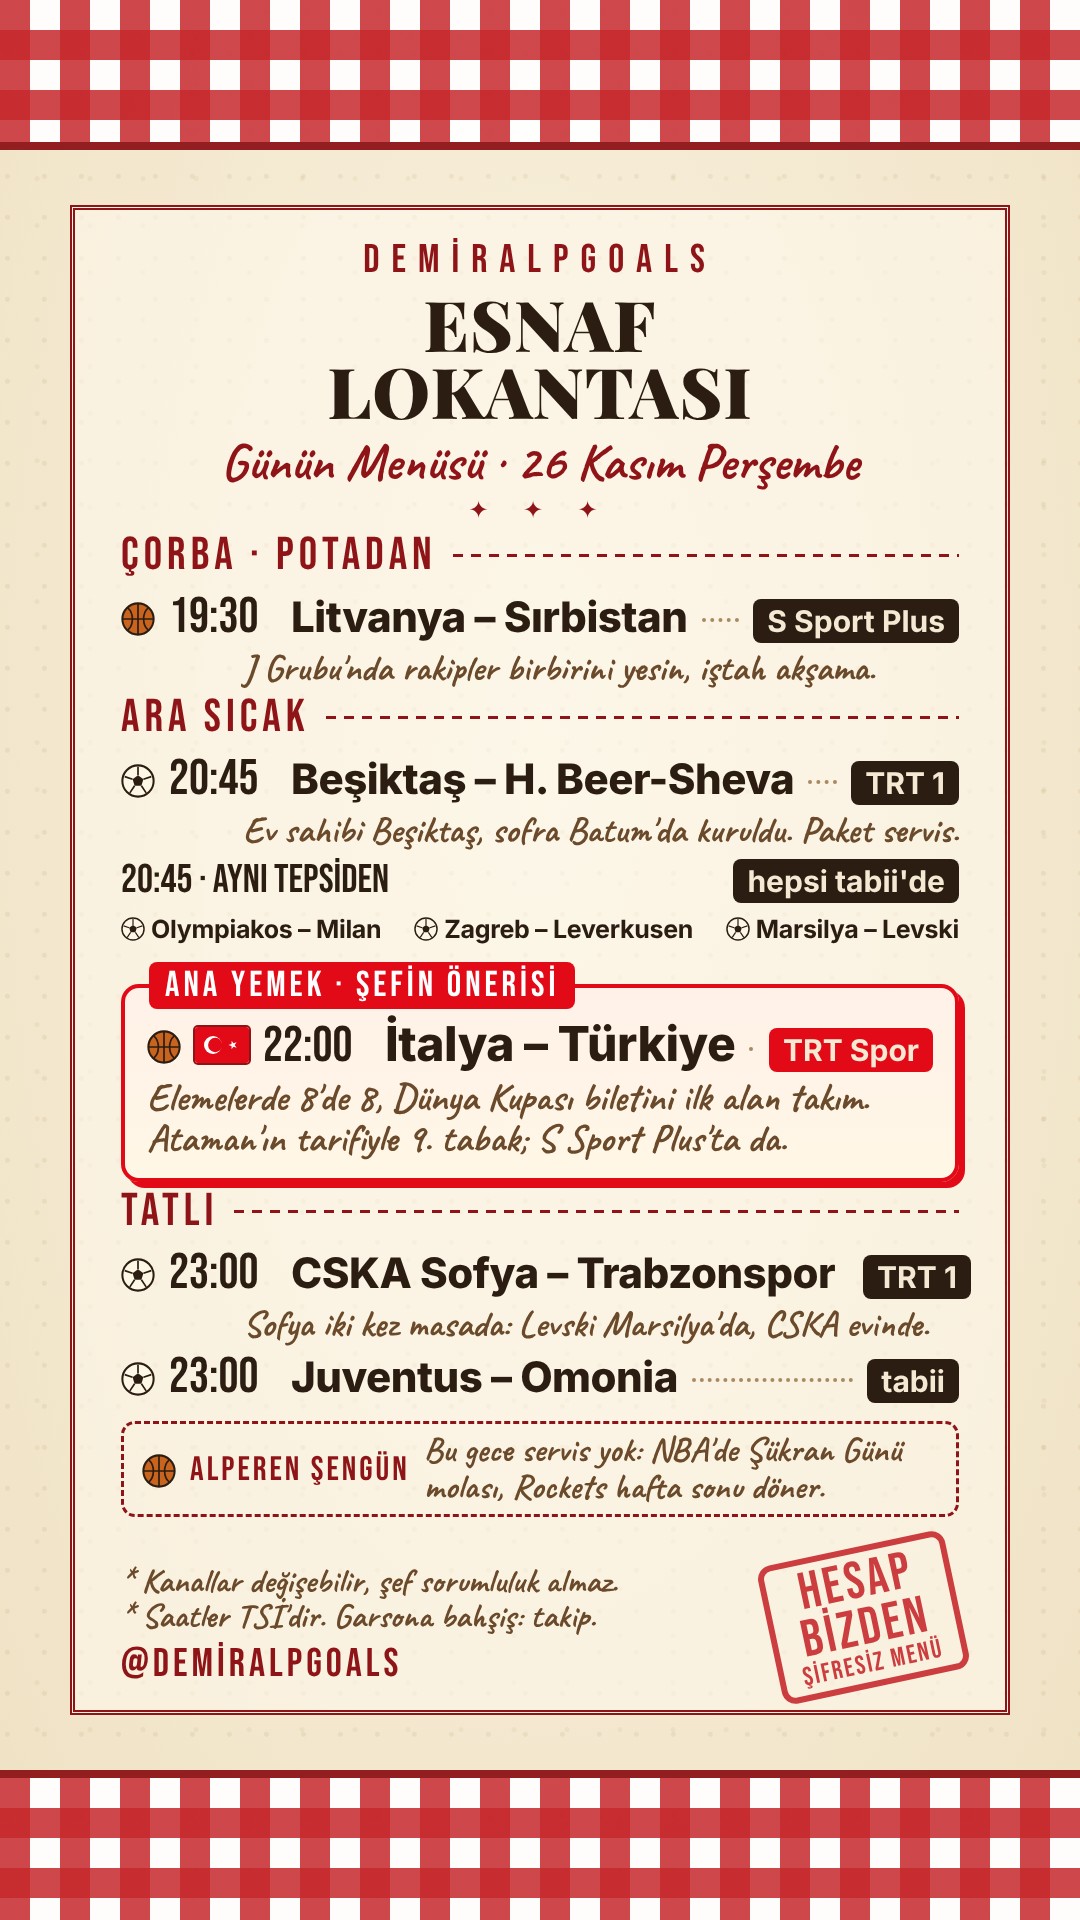 DEMİRALPGOALS
ESNAF
LOKANTASI
Günün Menüsü · 26 Kasım Perşembe
ÇORBA · POTADAN
19:30 Litvanya – Sırbistan ..... S Sport Plus
J Grubu'nda rakipler birbirini yesin, iştah akşama.
ARA SICAK
20:45 Beşiktaş – H. Beer-Sheva .... TRT 1
Ev sahibi Beşiktaş, sofra Batum'da kuruldu. Paket servis.
20:45 · AYNI TEPSİDEN hepsi tabii'de
Olympiakos – Milan Zagreb – Leverkusen Marsilya – Levski
ANA YEMEK · ŞEFİN ÖNERİSİ
22:00 İtalya – Türkiye . TRT Spor
Elemelerde 8'de 8, Dünya Kupası biletini ilk alan takım.
Ataman'ın tarifiyle 9. tabak; S Sport Plus'ta da.
TATLI
23:00 CSKA Sofya – Trabzonspor TRT 1
Sofya iki kez masada: Levski Marsilya'da, CSKA evinde.
23:00 Juventus – Omonia .................. tabii
ALPEREN ŞENGÜN
Bu gece servis yok: NBA'de Şükran Günü
molası, Rockets hafta sonu döner.
* Kanallar değişebilir, şef sorumluluk almaz.
* Saatler TSİ'dir. Garsona bahşiş: takip.
@DEMİRALPGOALS
HESAP
BİZDEN
ŞİFRESİZ MENÜ